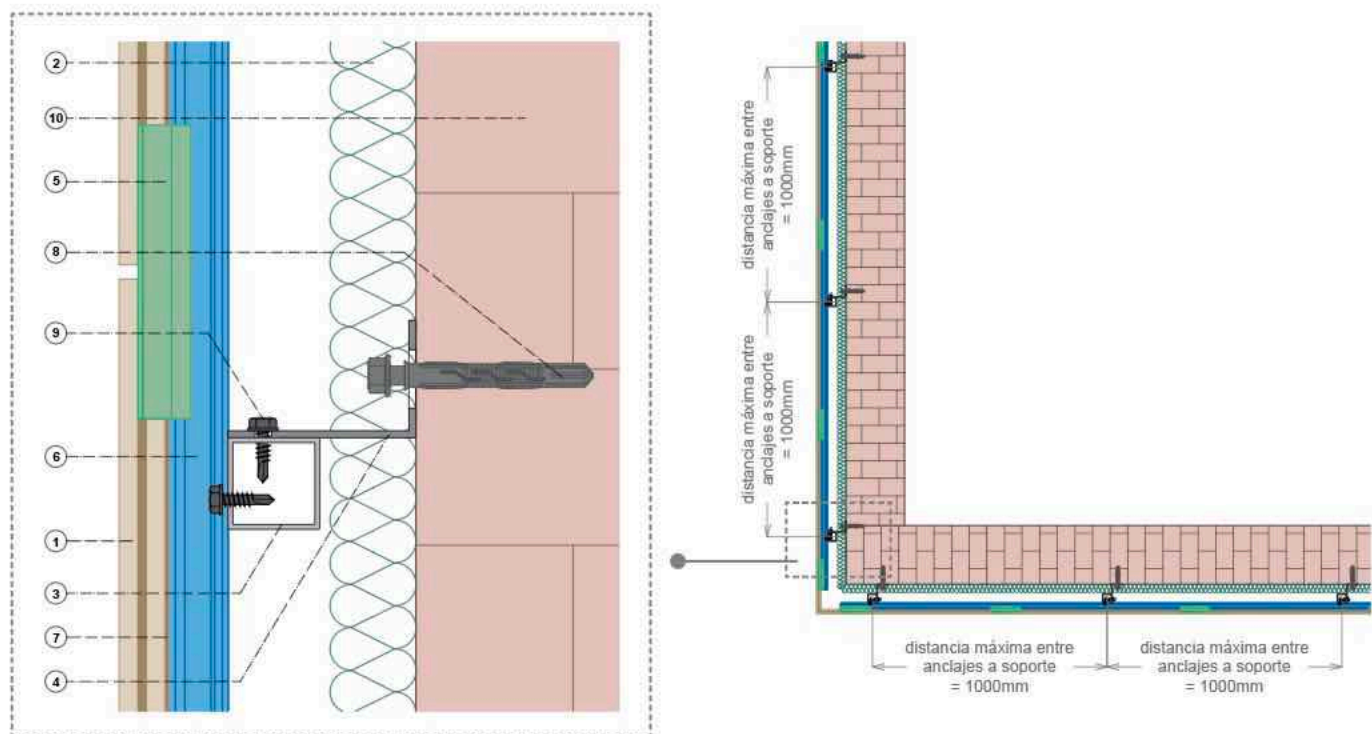 2
10
5
8
9
6
1
3
7
4
distancia máxima entre
anclajes a soporte
= 1000mm
distancia máxima entre
anclajes a soporte
= 1000mm
distancia máxima entre
anclajes a soporte
= 1000mm
distancia máxima entre
anclajes a soporte
= 1000mm